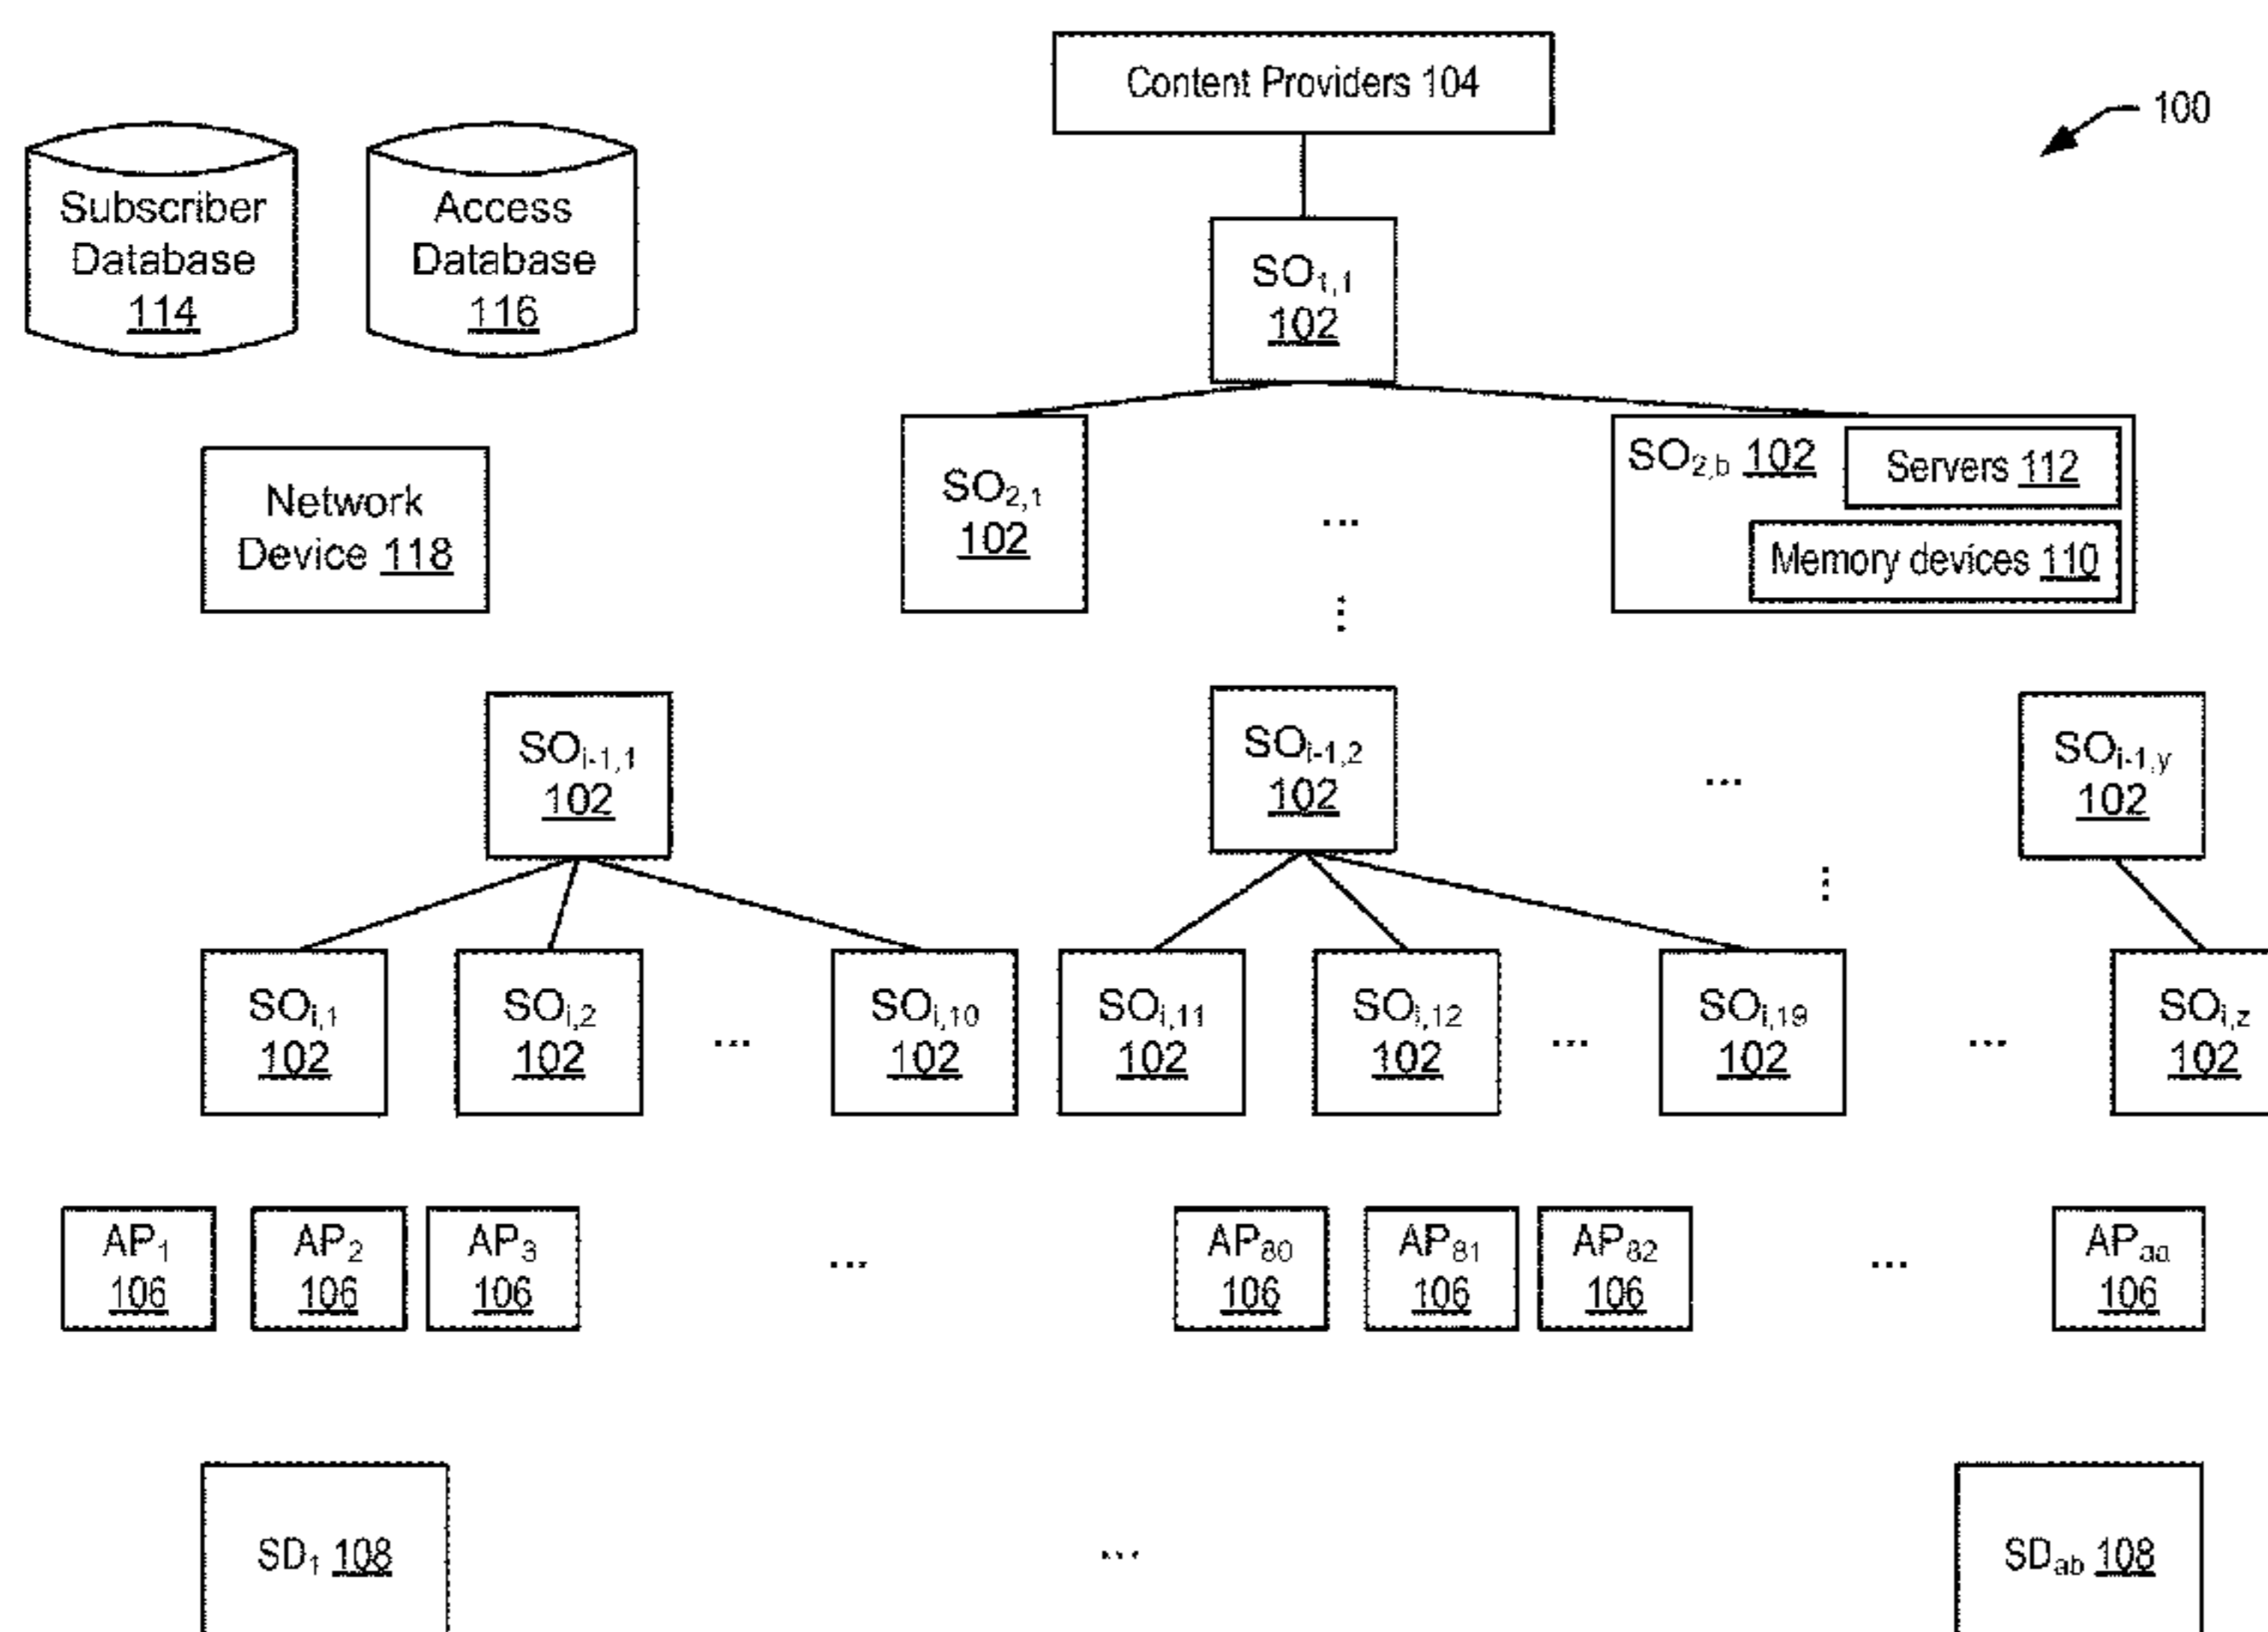 Content Providers 104
100
Subscriber
Database
114
Access
Database
116
SO1,1
102
Network
Device 118
SO2,1
102
...
SO2,b 102
Servers 112
Memory devices 110
...
SOi-1,1
102
SOi-1,2
102
...
SOi-1,y
102
...
SOi,1
102
SOi,2
102
...
SOi,10
102
SOi,11
102
SOi,12
102
...
SOi,19
102
...
SOi,z
102
AP1
106
AP2
106
AP3
106
...
AP80
106
AP81
106
AP82
106
...
APaa
106
SD1 108
...
SDab 108